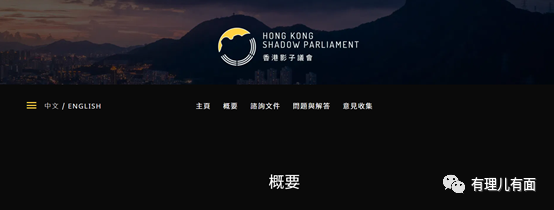 HONG KONG
SHADOW PARLIAMENT
香港影子議會
中文 / ENGLISH
主頁 概要 諮詢文件 問題與解答 意見收集
概要
有理儿有面